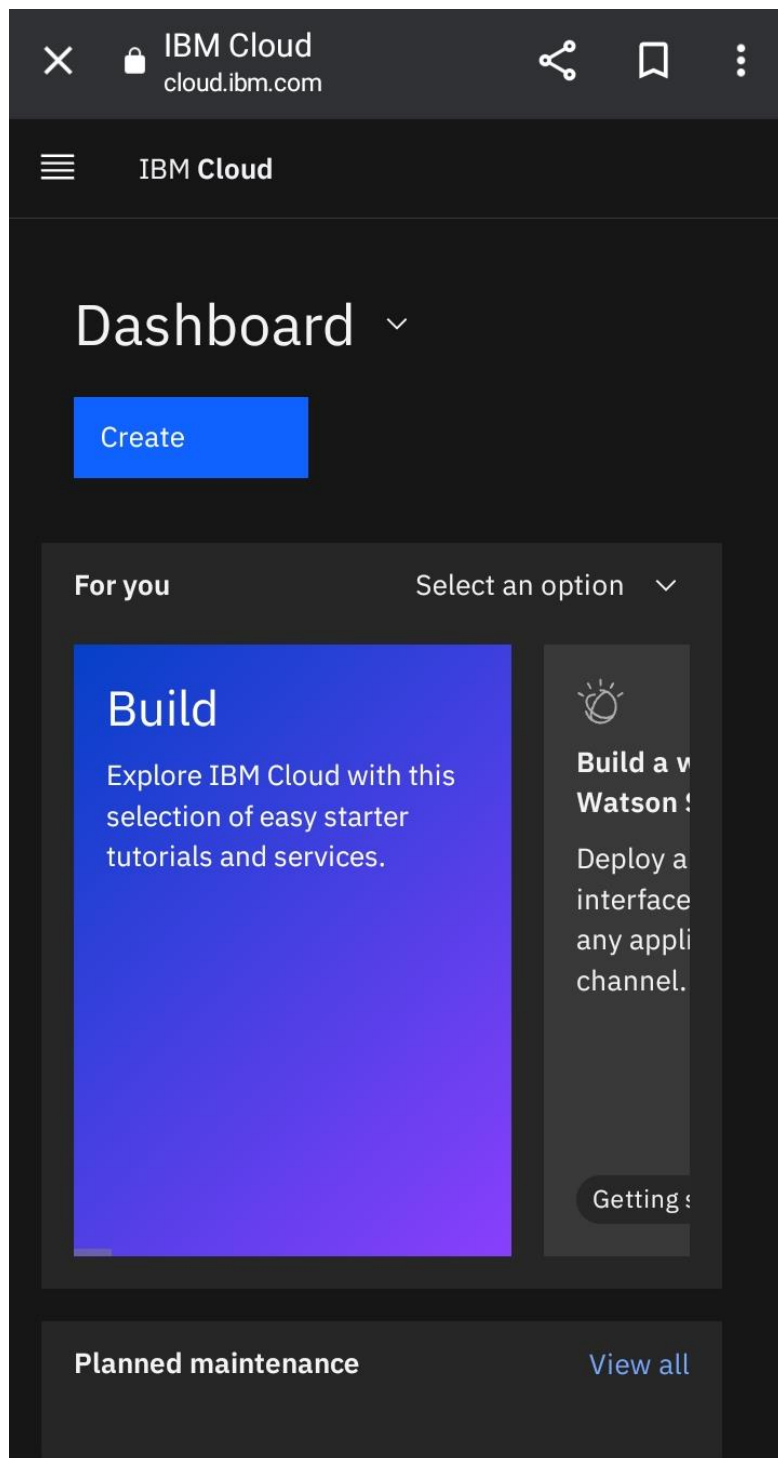 IBM Cloud
cloud.ibm.com
IBM Cloud
Dashboard
Create
For you
Select an option
Build
Explore IBM Cloud with this
selection of easy starter
tutorials and services.
Build a
Watson
Deploy a
interface
any appli
channel.
Getting
Planned maintenance
View all